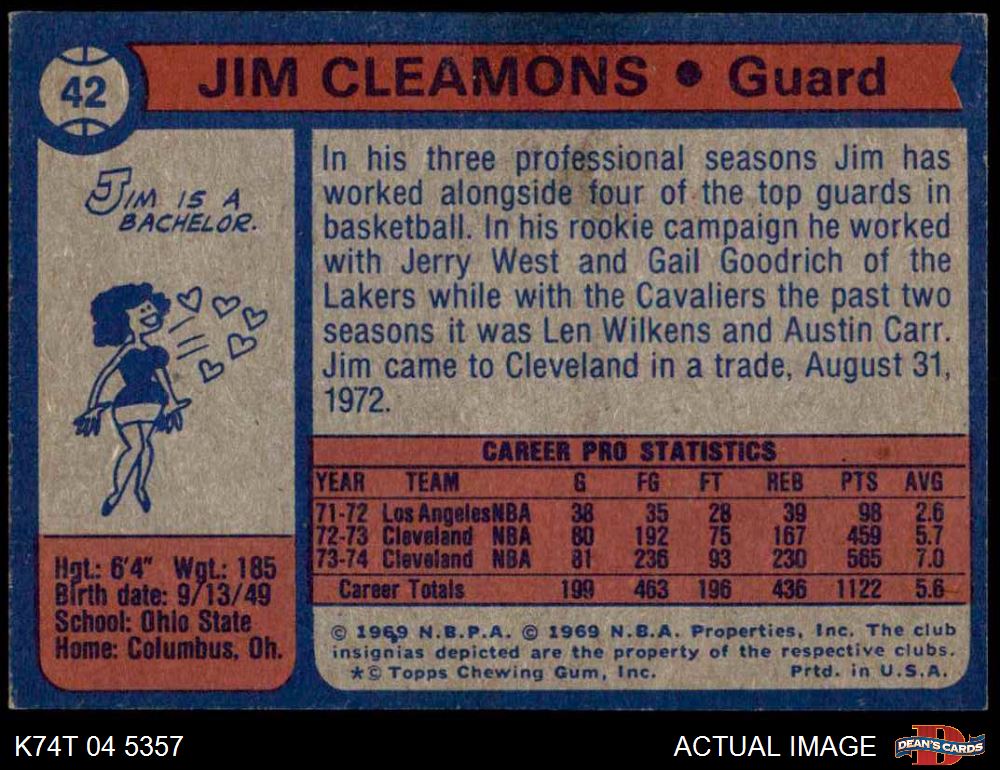 42
JIM CLEAMONS • Guard
JIM IS A
BACHELOR.
In his three professional seasons Jim has
worked alongside four of the top guards in
basketball. In his rookie campaign he worked
with Jerry West and Gail Goodrich of the
Lakers while with the Cavaliers the past two
seasons it was Len Wilkens and Austin Carr.
Jim came to Cleveland in a trade, August 31,
1972.
CAREER PRO STATISTICS
YEAR TEAM G FG FT REB PTS AVG
71-72 Los Angeles NBA 38 35 28 39 98 2.6
72-73 Cleveland NBA 80 192 75 167 459 5.7
73-74 Cleveland NBA 81 236 93 230 565 7.0
Career Totals 199 463 196 436 1122 5.6
Hgt.: 6'4" Wgt.: 185
Birth date: 9/13/49
School: Ohio State
Home: Columbus, Oh.
© 1969 N.B.P.A. © 1969 N.B.A. Properties, Inc. The club
insignias depicted are the property of the respective clubs.
*© Topps Chewing Gum, Inc. Prtd. in U.S.A.
K74T 04 5357
ACTUAL IMAGE
DEAN'S CARDS